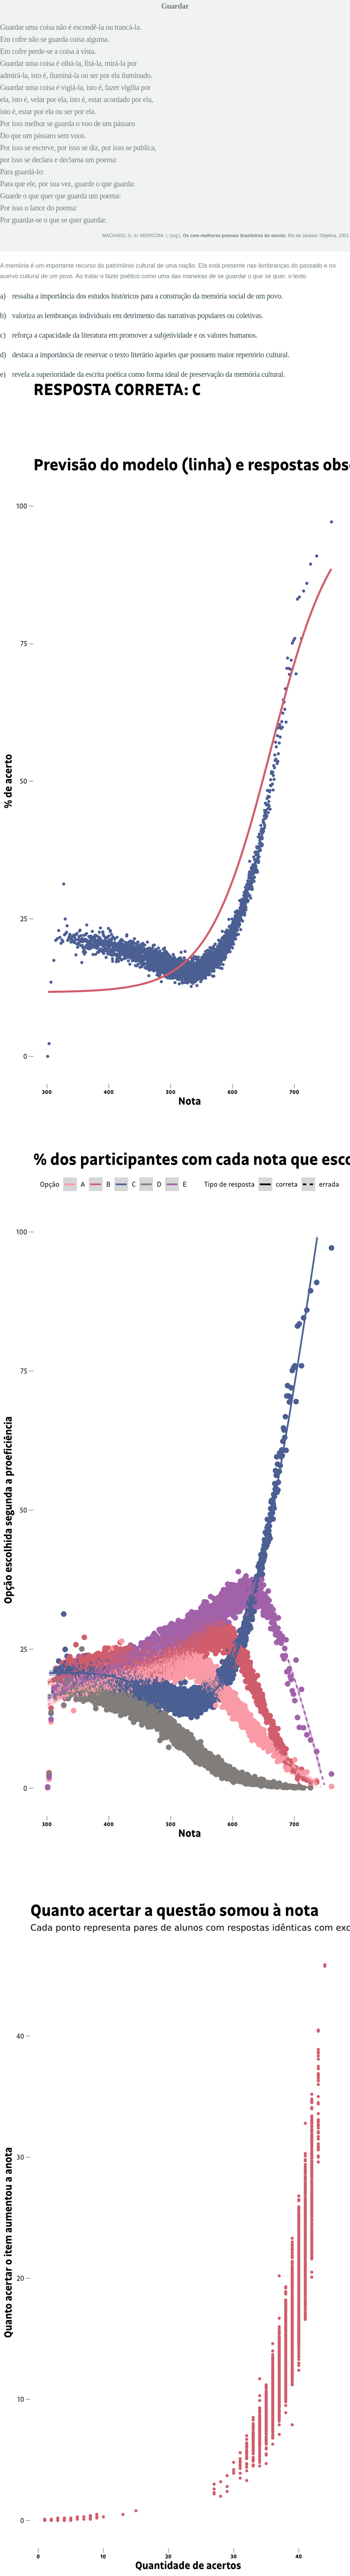 Guardar
Guardar uma coisa não é escondê-la ou trancá-la.
Em cofre não se guarda coisa alguma.
Em cofre perde-se a coisa à vista.
Guardar uma coisa é olhá-la, fitá-la, mirá-la por
admirá-la, isto é, iluminá-la ou ser por ela iluminado.
Guardar uma coisa é vigiá-la, isto é, fazer vigília por
ela, isto é, velar por ela, isto é, estar acordado por ela,
isto é, estar por ela ou ser por ela.
Por isso melhor se guarda o voo de um pássaro
Do que um pássaro sem voos.
Por isso se escreve, por isso se diz, por isso se publica,
por isso se declara e declama um poema:
Para guardá-lo:
Para que ele, por sua vez, guarde o que guarda:
Guarde o que quer que guarda um poema:
Por isso o lance do poema:
Por guardar-se o que se quer guardar.
MACHADO, G. In: MORICONI, I. (org.). Os cem melhores poemas brasileiros do século. Rio de Janeiro: Objetiva, 2001.
A memória é um importante recurso do patrimônio cultural de uma nação. Ela está presente nas lembranças do passado e no
acervo cultural de um povo. Ao tratar o fazer poético como uma das maneiras de se guardar o que se quer, o texto
a) ressalta a importância dos estudos históricos para a construção da memória social de um povo.
b) valoriza as lembranças individuais em detrimento das narrativas populares ou coletivas.
c) reforça a capacidade da literatura em promover a subjetividade e os valores humanos.
d) destaca a importância de reservar o texto literário àqueles que possuem maior repertório cultural.
e) revela a superioridade da escrita poética como forma ideal de preservação da memória cultural.
RESPOSTA CORRETA: C
Previsão do modelo (linha) e respostas obs
100
75
50
25
0
% de acerto
300 400 500 600 700
Nota
% dos participantes com cada nota que esco
Opção A B C D E Tipo de resposta correta errada
100
75
50
25
0
Opção escolhida segunda a proeficiência
300 400 500 600 700
Nota
Quanto acertar a questão somou à nota
Cada ponto representa pares de alunos com respostas idênticas com exc
40
30
20
10
0
Quanto acertar o item aumentou a anota
0 10 20 30 40
Quantidade de acertos